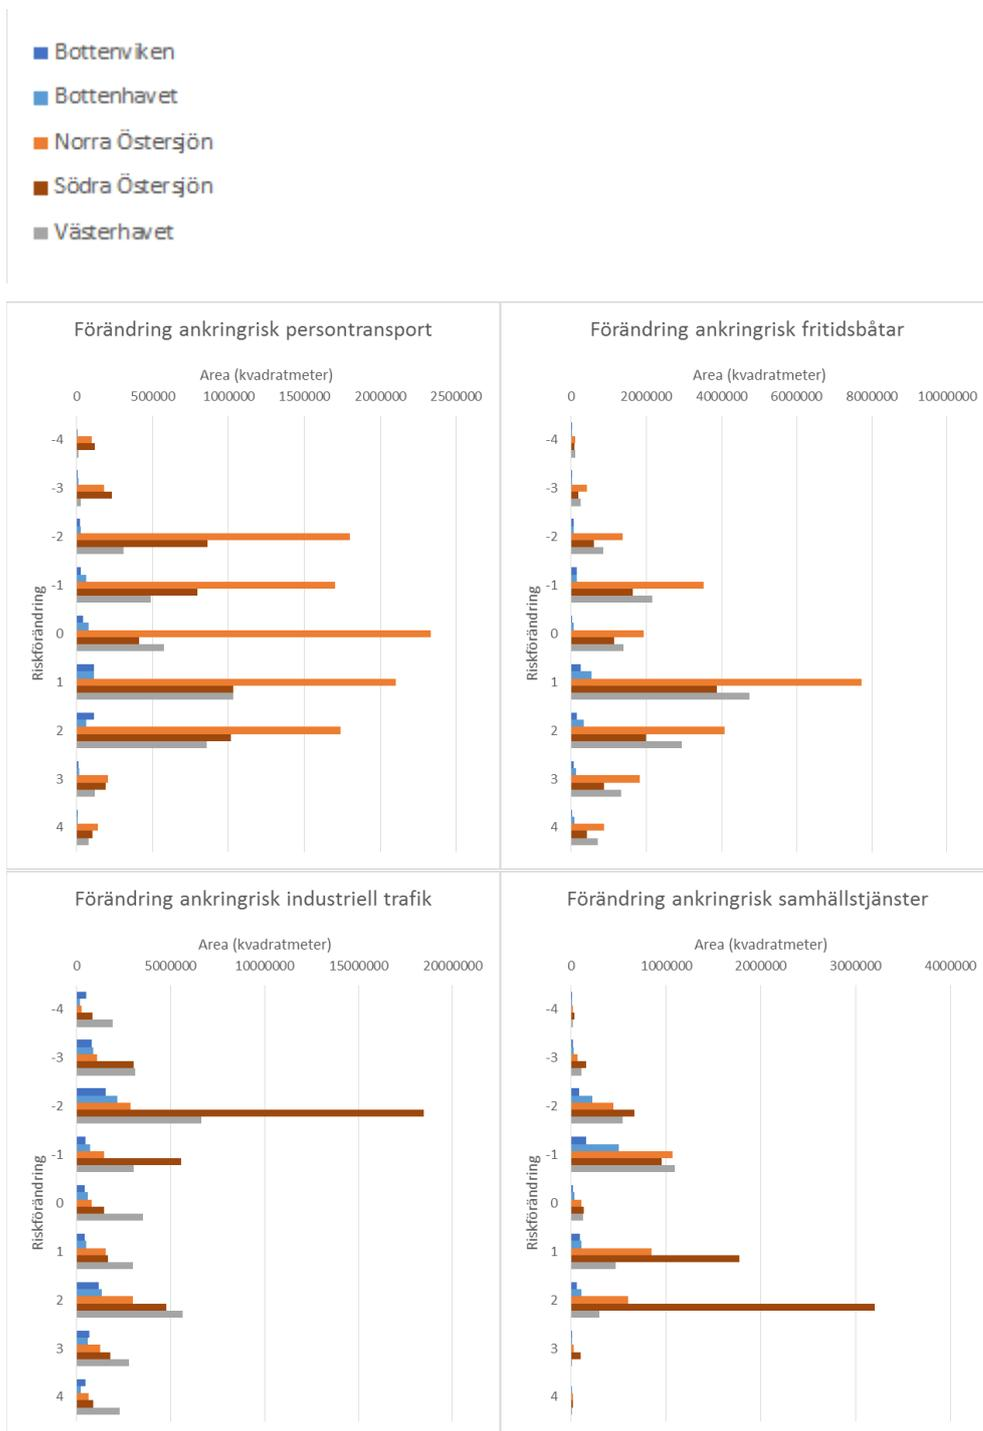 Bottenviken
Bottenhavet
Norra Östersjön
Södra Östersjön
Västerhavet
Förändring ankringrisk persontransport
Area (kvadratmeter)
0 500000 1000000 1500000 2000000 2500000
Riskförändring
-4
-3
-2
-1
0
1
2
3
4
Förändring ankringrisk fritidsbåtar
Area (kvadratmeter)
0 2000000 4000000 6000000 8000000 10000000
Riskförändring
-4
-3
-2
-1
0
1
2
3
4
Förändring ankringrisk industriell trafik
Area (kvadratmeter)
0 5000000 10000000 15000000 20000000
Riskförändring
-4
-3
-2
-1
0
1
2
3
4
Förändring ankringrisk samhällstjänster
Area (kvadratmeter)
0 1000000 2000000 3000000 4000000
Riskförändring
-4
-3
-2
-1
0
1
2
3
4